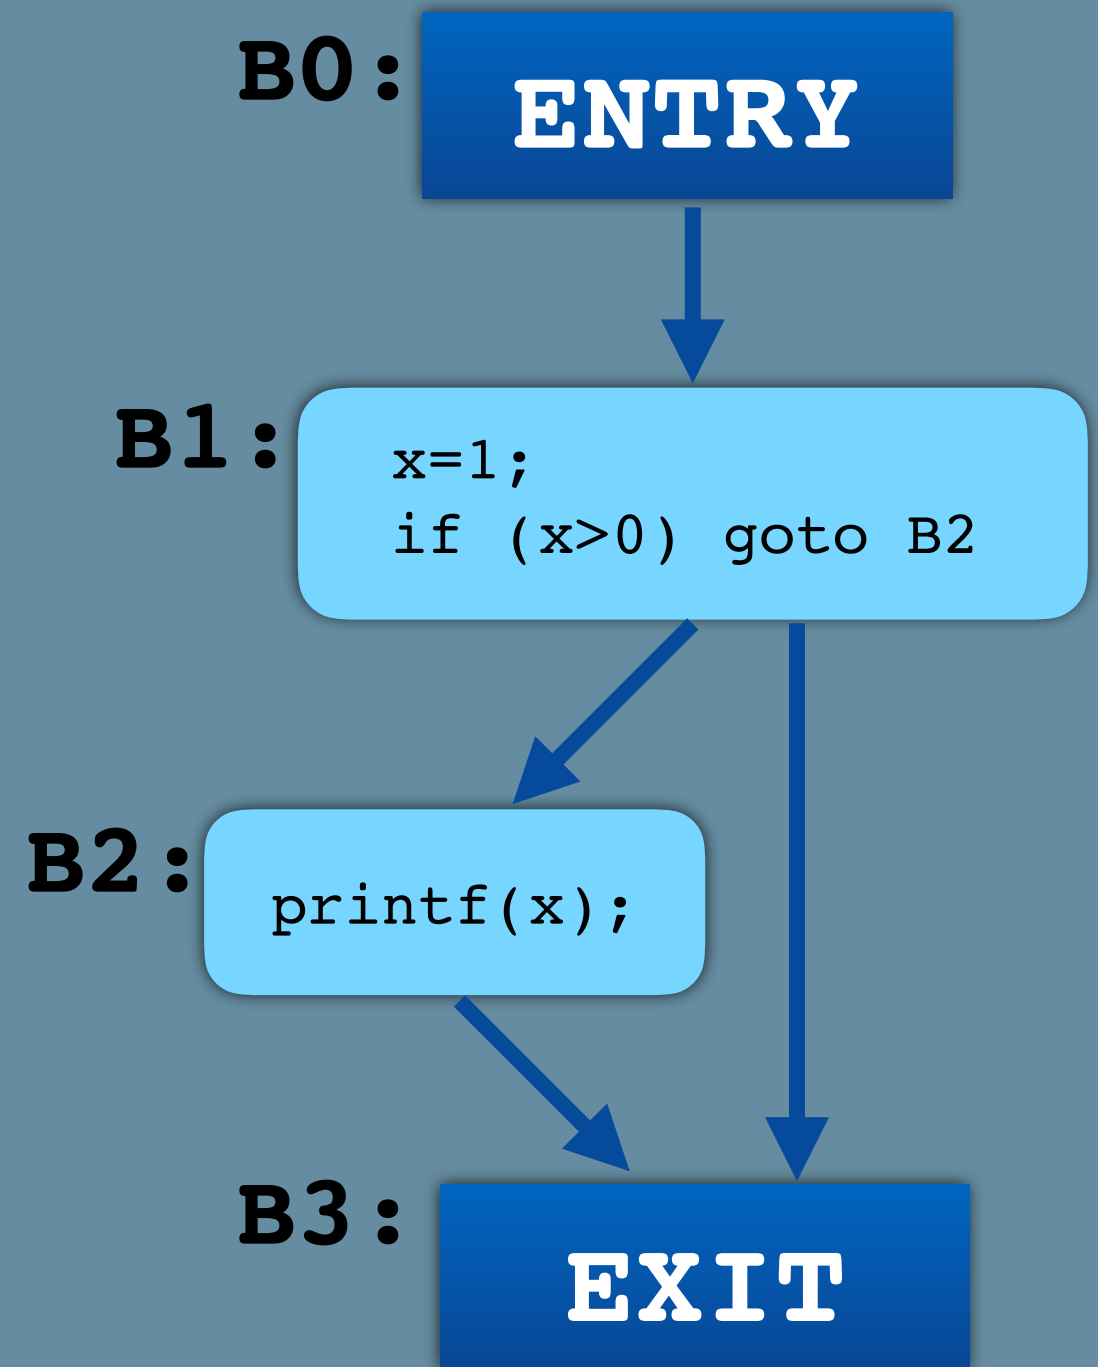 B0:
ENTRY
B1:
x=1;
if (x>0) goto B2
B2:
printf(x);
B3:
EXIT